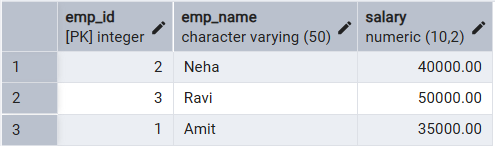 emp_id emp_name salary
[PK] integer character varying (50) numeric (10,2)
1 2 Neha 40000.00
2 3 Ravi 50000.00
3 1 Amit 35000.00